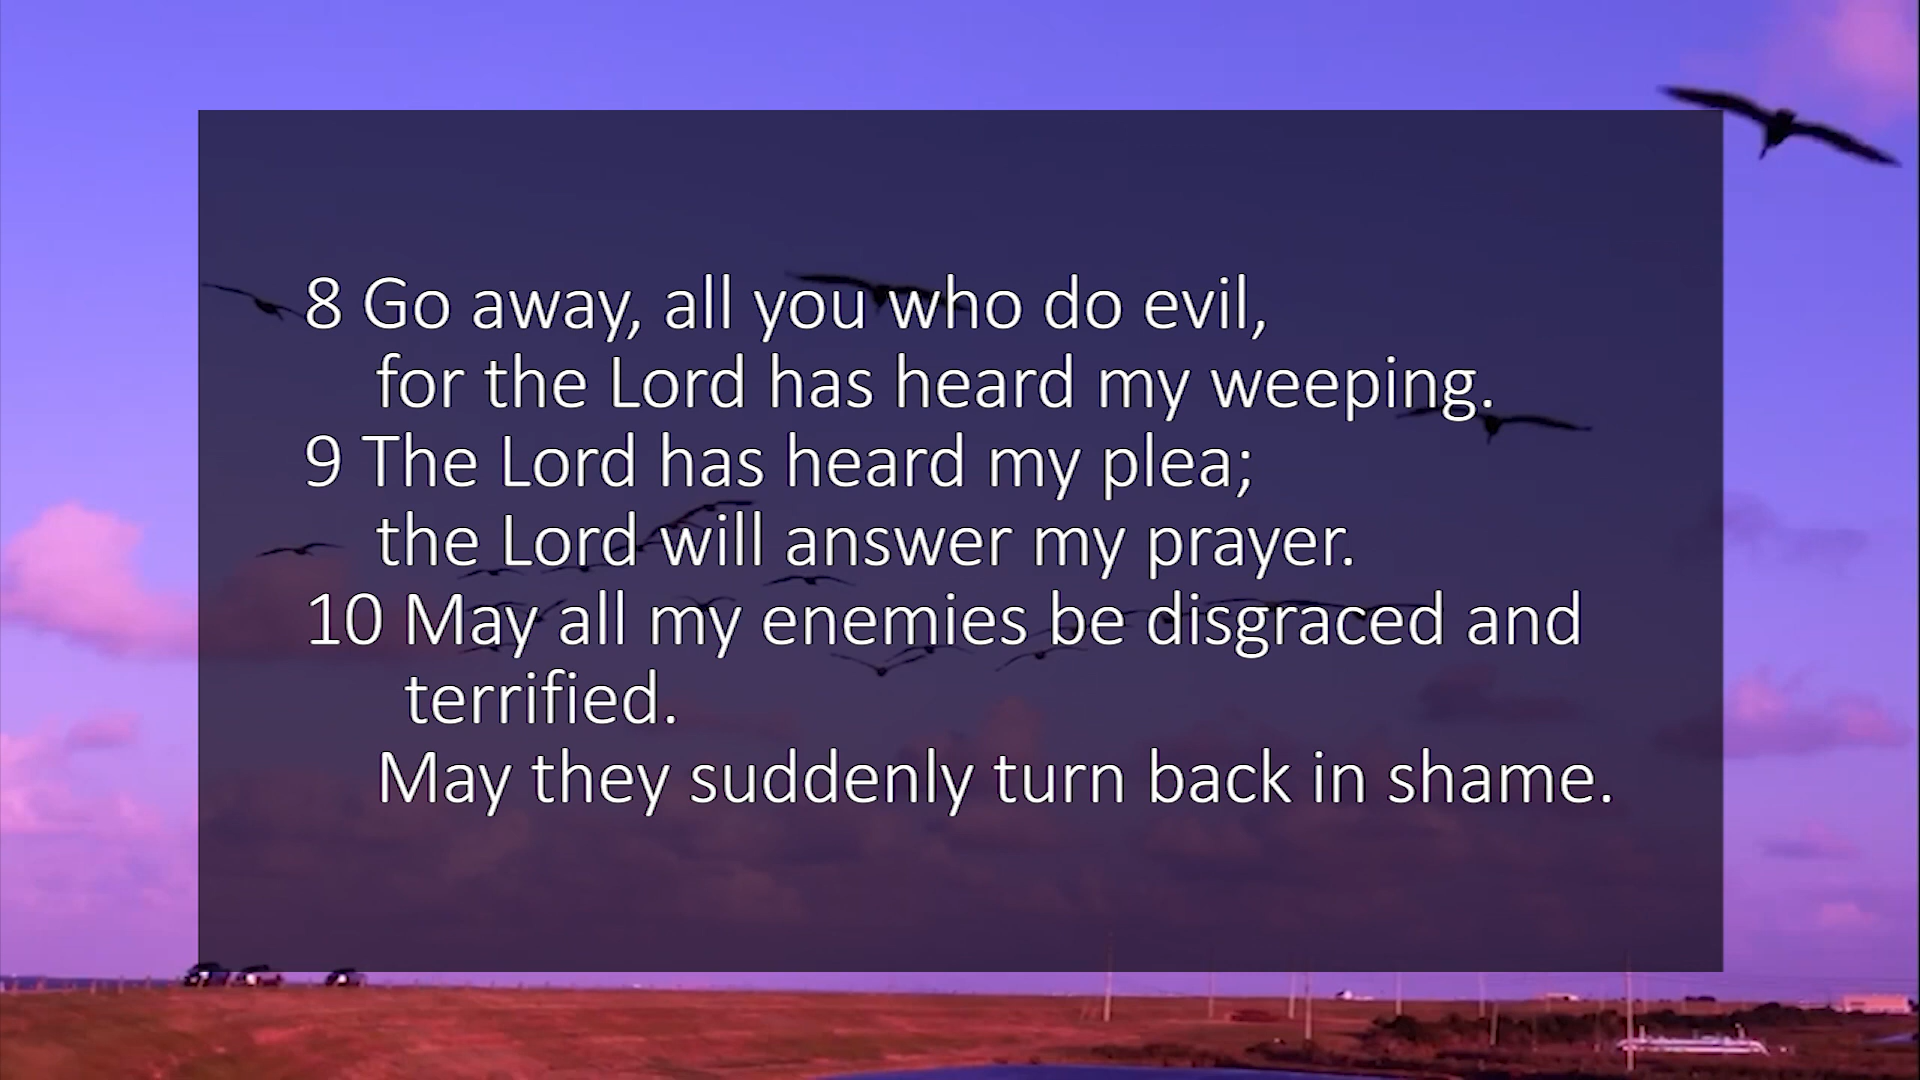 8 Go away, all you who do evil,
for the Lord has heard my weeping.
9 The Lord has heard my plea;
the Lord will answer my prayer.
10 May all my enemies be disgraced and
terrified.
May they suddenly turn back in shame.